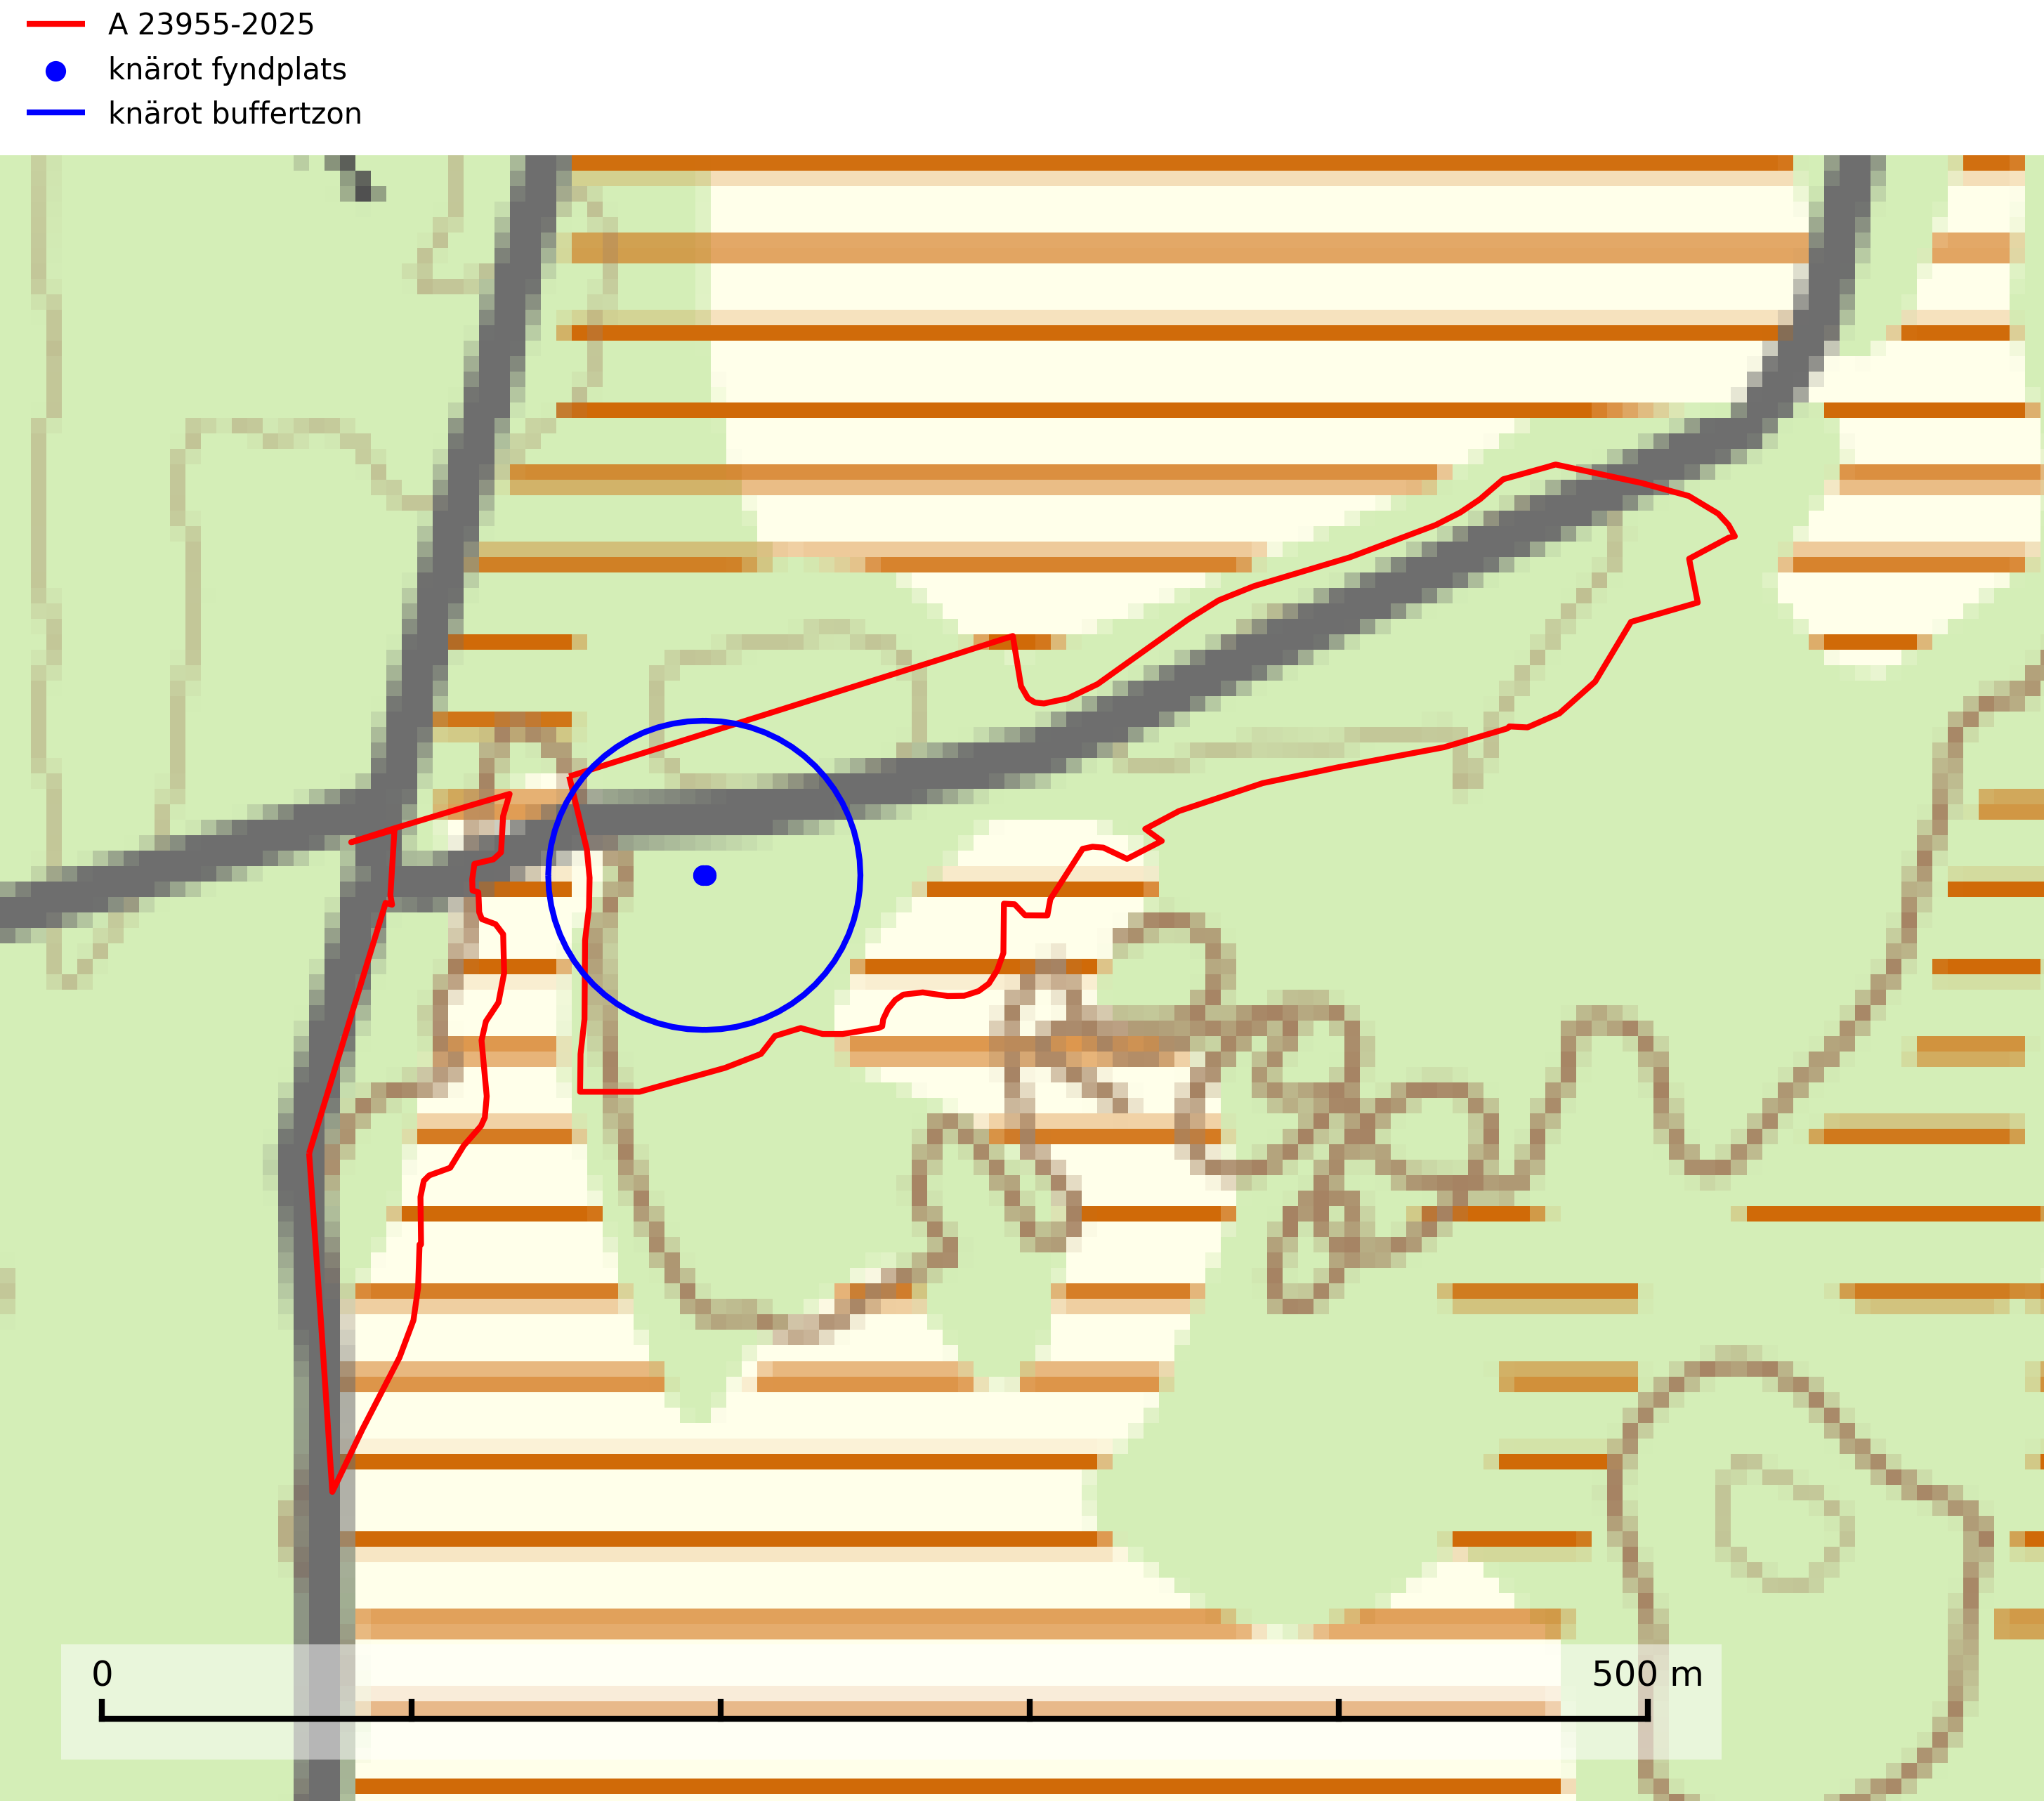 A 23955-2025
knärot fyndplats
knärot buffertzon
0
500 m